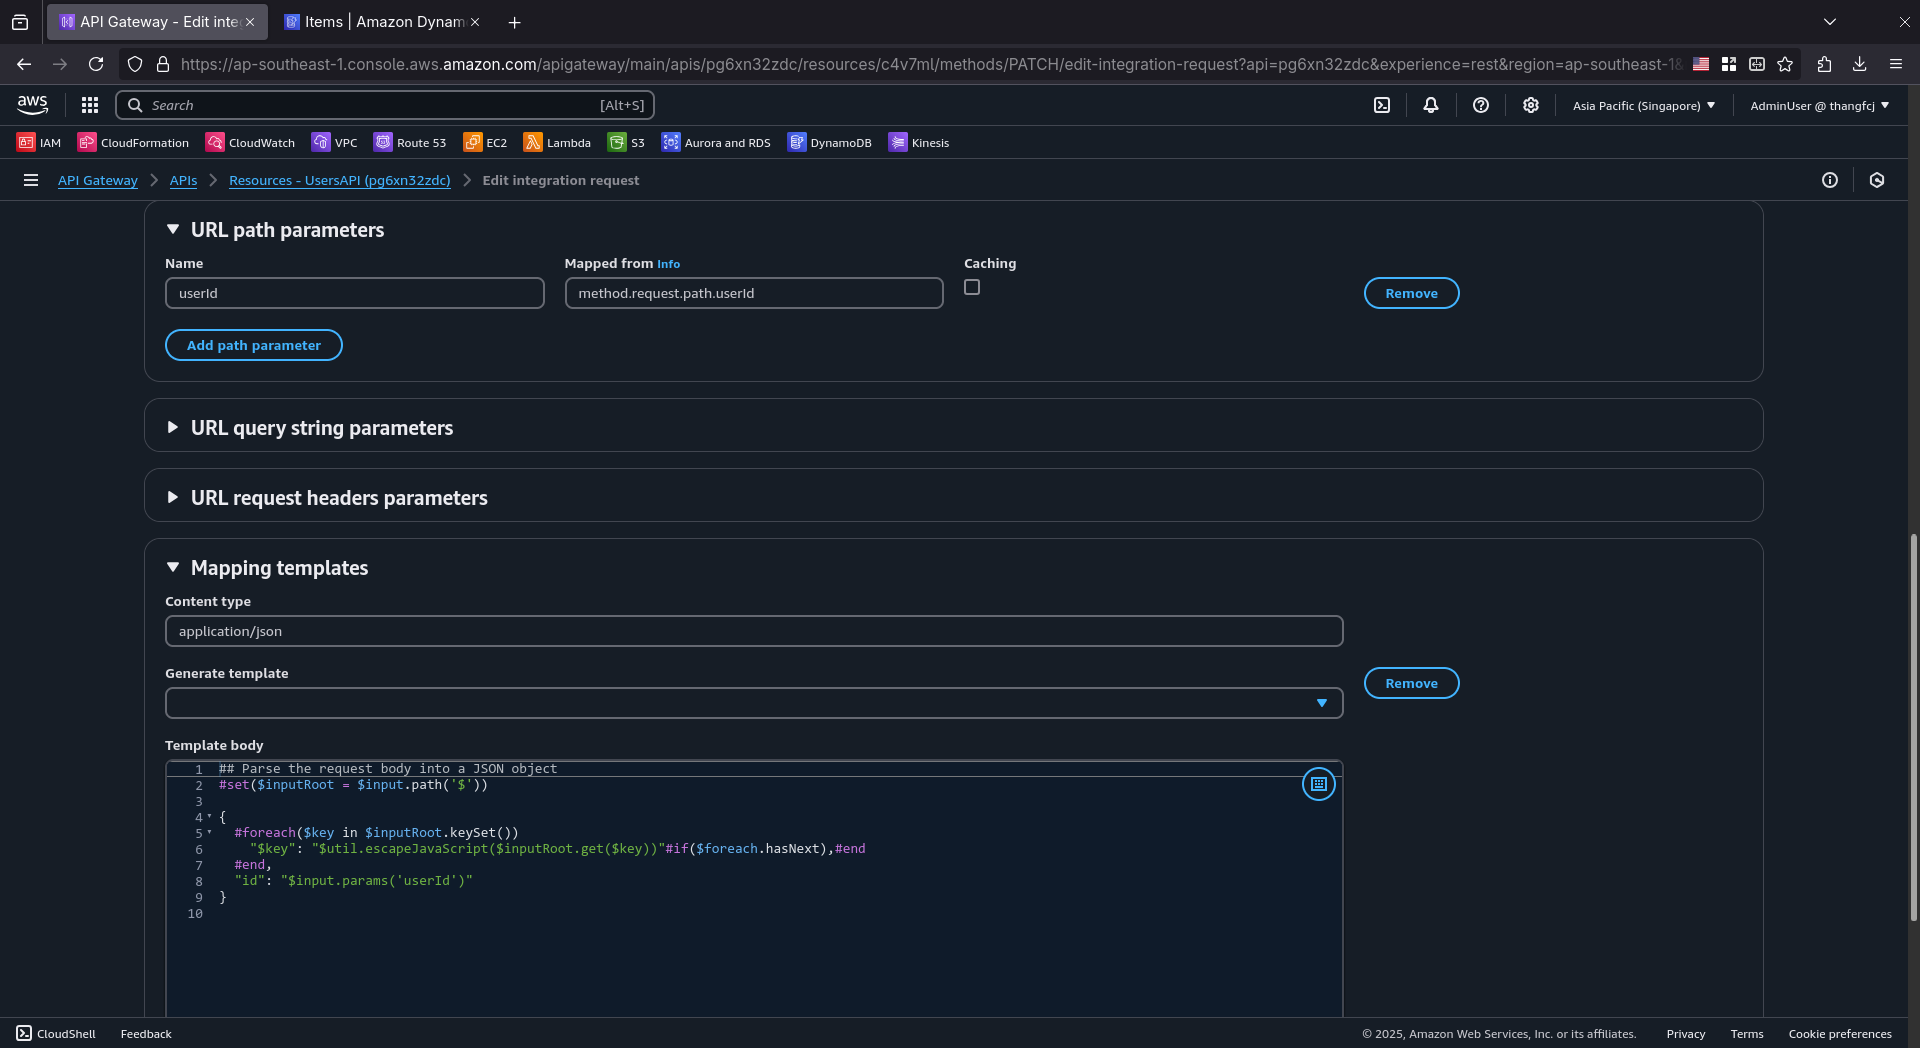 API Gateway - Edit inte
Items | Amazon Dynam
https://ap-southeast-1.console.aws.amazon.com/apigateway/main/apis/pg6xn32zdc/resources/c4v7ml/methods/PATCH/edit-integration-request?api=pg6xn32zdc&experience=rest&region=ap-southeast-1&
aws
Search
[Alt+S]
Asia Pacific (Singapore)
AdminUser @ thangfcj
IAM
CloudFormation
CloudWatch
VPC
Route 53
EC2
Lambda
S3
Aurora and RDS
DynamoDB
Kinesis
API Gateway
APIs
Resources - UsersAPI (pg6xn32zdc)
Edit integration request
URL path parameters
Name
Mapped from Info
Caching
userId
method.request.path.userId
Remove
Add path parameter
URL query string parameters
URL request headers parameters
Mapping templates
Content type
application/json
Generate template
Remove
Template body
1 ## Parse the request body into a JSON object
2 #set($inputRoot = $input.path('$'))
3
4 {
5 #foreach($key in $inputRoot.keySet())
6 "$key": "$util.escapeJavaScript($inputRoot.get($key))"#if($foreach.hasNext),#end
7 #end,
8 "id": "$input.params('userId')"
9 }
10
CloudShell
Feedback
© 2025, Amazon Web Services, Inc. or its affiliates.
Privacy
Terms
Cookie preferences